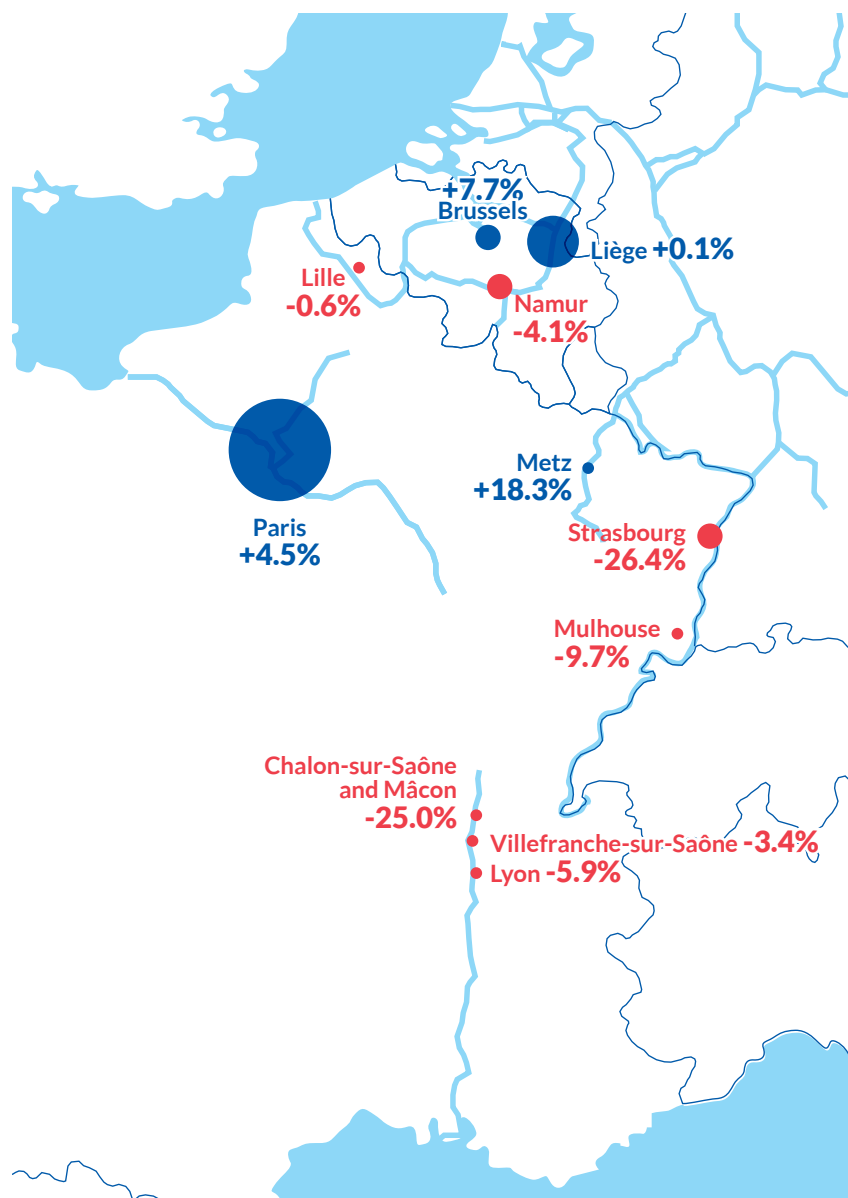 +7.7%
Brussels
Liège +0.1%
Lille
-0.6%
Namur
-4.1%
Metz
+18.3%
Paris
+4.5%
Strasbourg
-26.4%
Mulhouse
-9.7%
Chalon-sur-Saône
and Mâcon
-25.0%
Villefranche-sur-Saône -3.4%
Lyon -5.9%